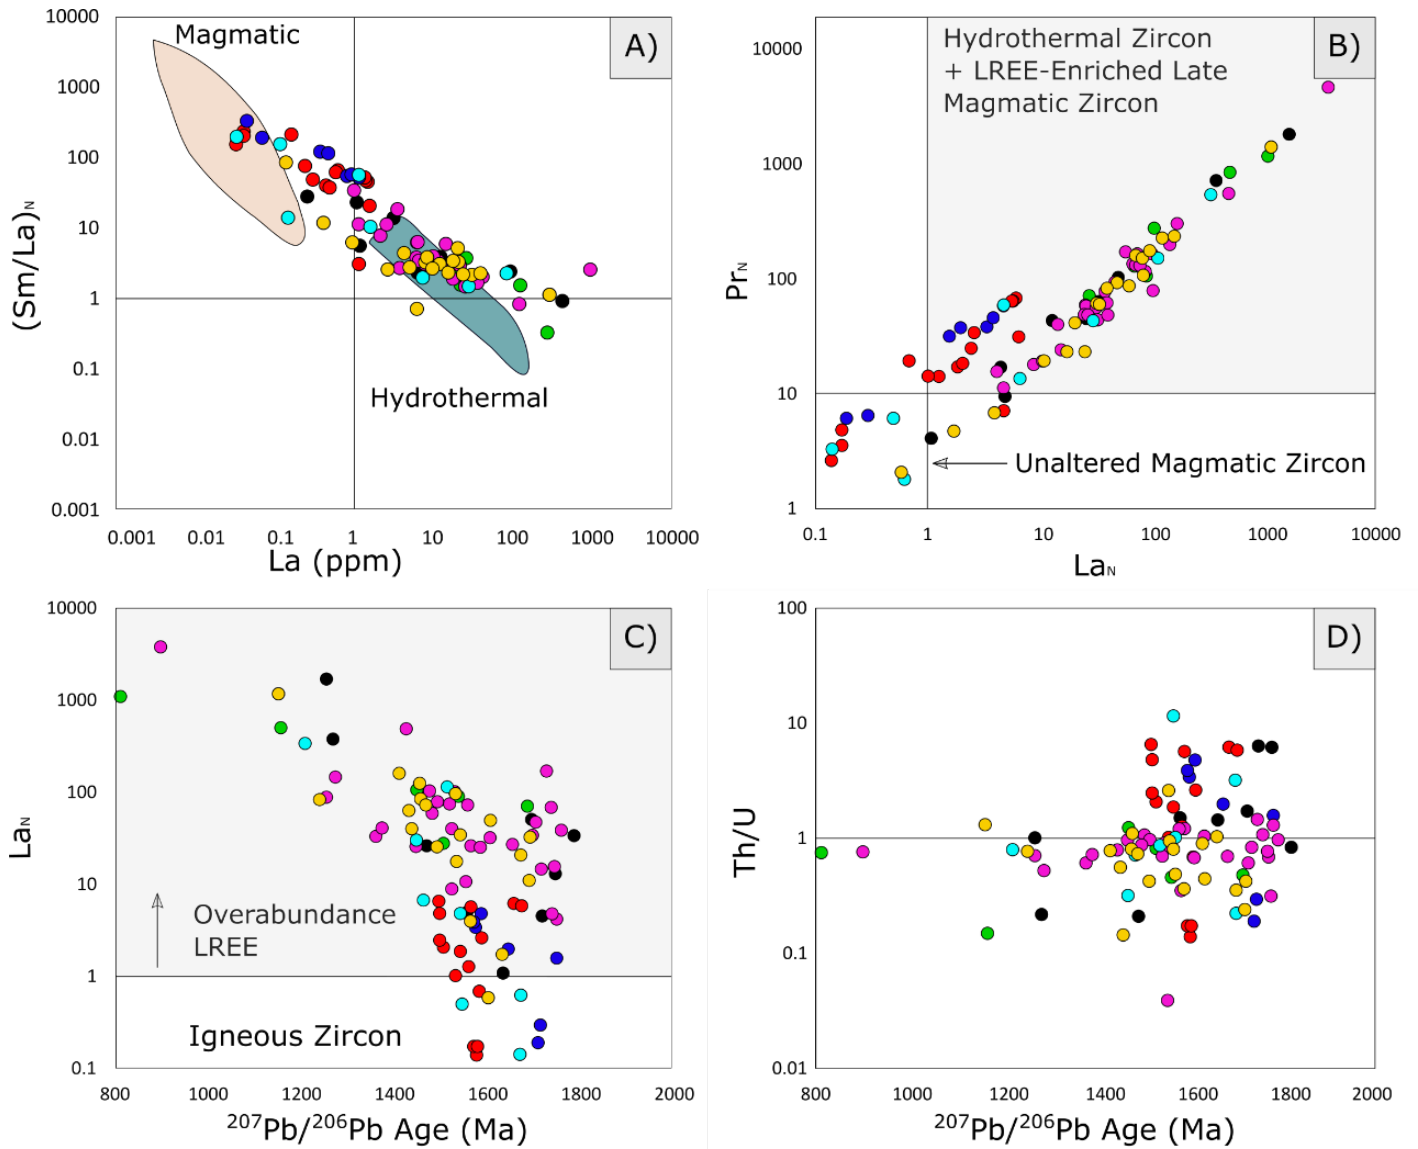 A)
Magmatic
Hydrothermal
10000
1000
100
10
1
0.1
0.01
0.001
(Sm/La)N
0.001 0.01 0.1 1 10 100 1000 10000
La (ppm)
B)
Hydrothermal Zircon
+ LREE-Enriched Late
Magmatic Zircon
Unaltered Magmatic Zircon
10000
1000
100
10
1
PrN
0.1 1 10 100 1000 10000
LaN
C)
Overabundance
LREE
Igneous Zircon
10000
1000
100
10
1
0.1
LaN
800 1000 1200 1400 1600 1800 2000
207Pb/206Pb Age (Ma)
D)
100
10
1
0.1
0.01
Th/U
800 1000 1200 1400 1600 1800 2000
207Pb/206Pb Age (Ma)